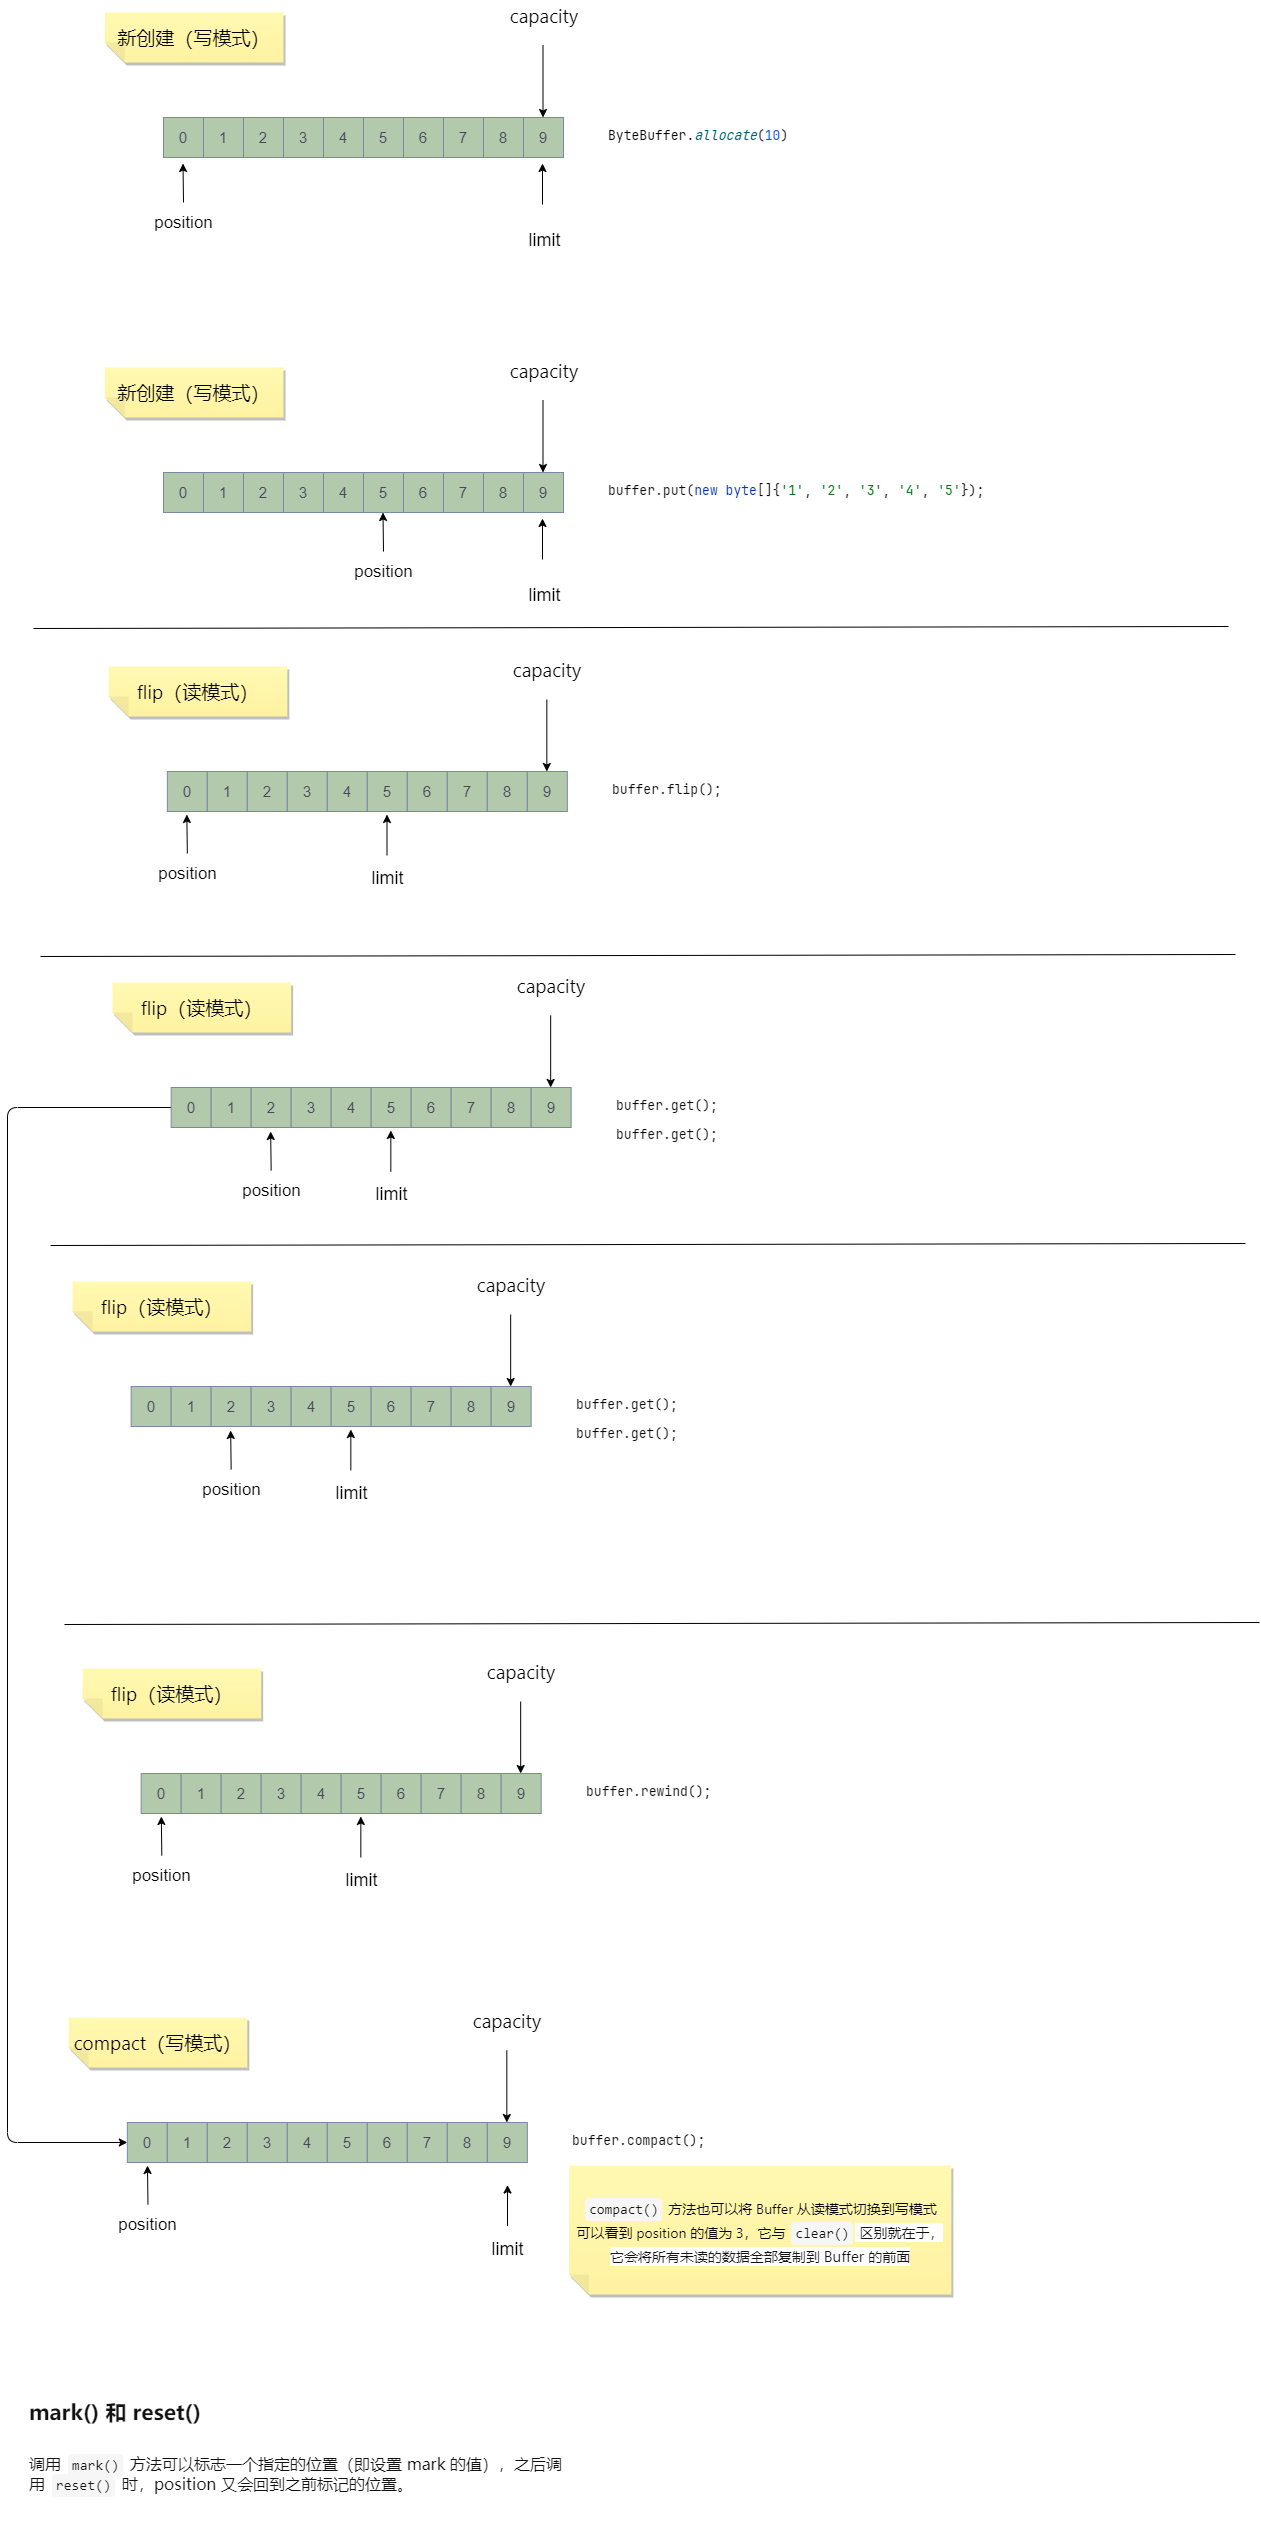 capacity
新创建（写模式）
0 1 2 3 4 5 6 7 8 9
ByteBuffer.allocate(10)
position
limit
capacity
新创建（写模式）
0 1 2 3 4 5 6 7 8 9
buffer.put(new byte[]{'1', '2', '3', '4', '5'});
position
limit
capacity
flip（读模式）
0 1 2 3 4 5 6 7 8 9
buffer.flip();
position
limit
capacity
flip（读模式）
0 1 2 3 4 5 6 7 8 9
buffer.get();
buffer.get();
position
limit
capacity
flip（读模式）
0 1 2 3 4 5 6 7 8 9
buffer.get();
buffer.get();
position
limit
capacity
flip（读模式）
0 1 2 3 4 5 6 7 8 9
buffer.rewind();
position
limit
capacity
compact（写模式）
0 1 2 3 4 5 6 7 8 9
buffer.compact();
position
limit
compact() 方法也可以将 Buffer 从读模式切换到写模式
可以看到 position 的值为 3，它与 clear() 区别就在于，
它会将所有未读的数据全部复制到 Buffer 的前面
mark() 和 reset()
调用 mark() 方法可以标志一个指定的位置（即设置 mark 的值），之后调
用 reset() 时，position 又会回到之前标记的位置。